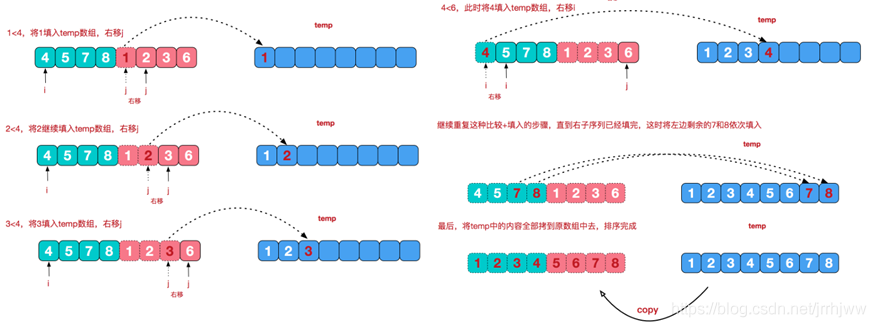 1<4，将1填入temp数组，右移j
temp
4 5 7 8 1 2 3 6
1
i
j
j
右移
2<4，将2继续填入temp数组，右移j
temp
4 5 7 8 1 2 3 6
1 2
i
j
j
右移
3<4，将3填入temp数组，右移j
temp
4 5 7 8 1 2 3 6
1 2 3
i
j
j
右移
4<6，此时将4填入temp数组，右移i
4 5 7 8 1 2 3 6
1 2 3 4
i
i
j
右移
继续重复这种比较+填入的步骤，直到右子序列已经填完，这时将左边剩余的7和8依次填入
temp
4 5 7 8 1 2 3 6
1 2 3 4 5 6 7 8
最后，将temp中的内容全部拷到原数组中去，排序完成
temp
1 2 3 4 5 6 7 8
1 2 3 4 5 6 7 8
copy
https://blog.csdn.net/jrrhjww